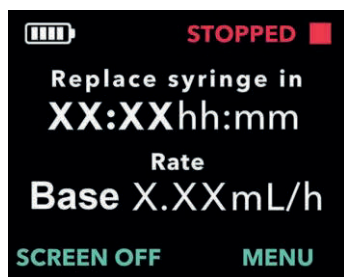 STOPPED
Replace syringe in
XX:XXhh:mm
Rate
Base X.XXmL/h
SCREEN OFF MENU